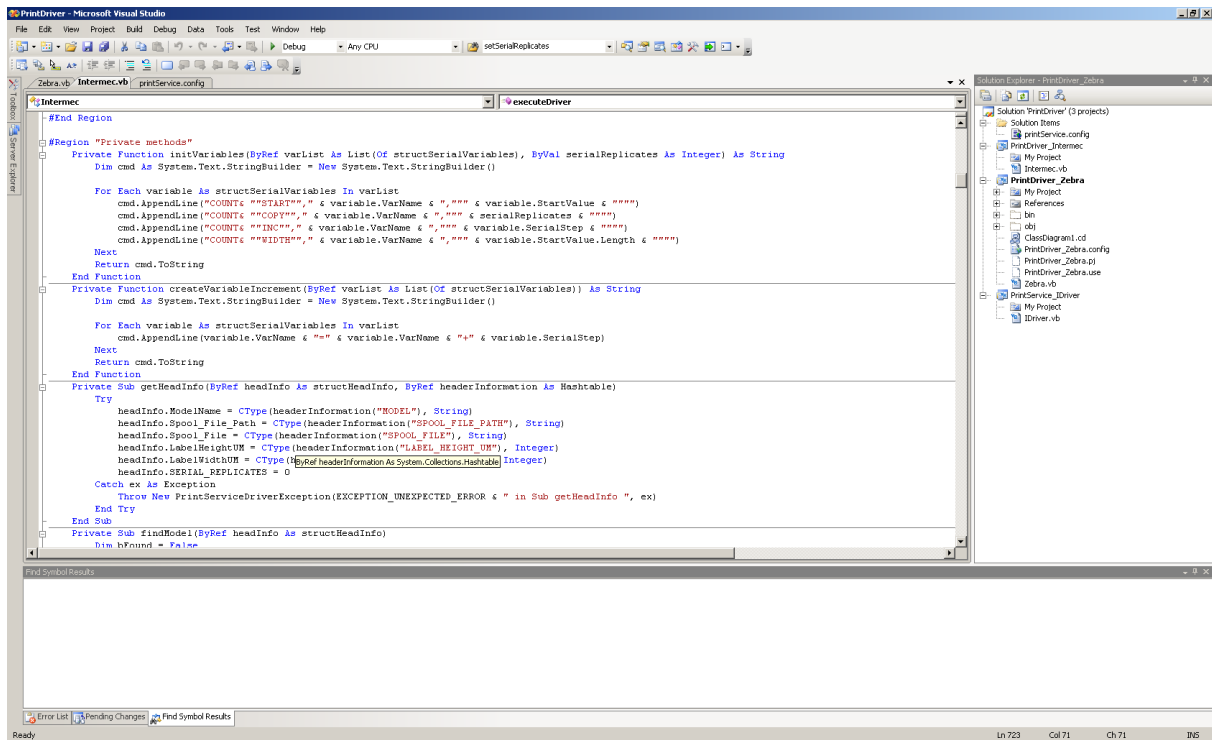 PrintDriver - Microsoft Visual Studio
File Edit View Project Build Debug Data Tools Test Window Help
Debug Any CPU setSerialReplicates
Zebra.vb Intermec.vb printService.config
Intermec executeDriver
Toolbox
Server Explorer
#End Region
#Region "Private methods"
Private Function initVariables(ByRef varList As List(Of structSerialVariables), ByVal serialReplicates As Integer) As String
Dim cmd As System.Text.StringBuilder = New System.Text.StringBuilder()
For Each variable As structSerialVariables In varList
cmd.AppendLine("COUNT& ""START""," & variable.VarName & ",""" & variable.StartValue & """")
cmd.AppendLine("COUNT& ""COPY""," & variable.VarName & ",""" & serialReplicates & """")
cmd.AppendLine("COUNT& ""INC""," & variable.VarName & ",""" & variable.SerialStep & """")
cmd.AppendLine("COUNT& ""WIDTH""," & variable.VarName & ",""" & variable.StartValue.Length & """")
Next
Return cmd.ToString
End Function
Private Function createVariableIncrement(ByRef varList As List(Of structSerialVariables)) As String
Dim cmd As System.Text.StringBuilder = New System.Text.StringBuilder()
For Each variable As structSerialVariables In varList
cmd.AppendLine(variable.VarName & "=" & variable.VarName & "+" & variable.SerialStep)
Next
Return cmd.ToString
End Function
Private Sub getHeadInfo(ByRef headInfo As structHeadInfo, ByRef headerInformation As Hashtable)
Try
headInfo.ModelName = CType(headerInformation("MODEL"), String)
headInfo.Spool_File_Path = CType(headerInformation("SPOOL_FILE_PATH"), String)
headInfo.Spool_File = CType(headerInformation("SPOOL_FILE"), String)
headInfo.LabelHeightUM = CType(headerInformation("LABEL_HEIGHT_UM"), Integer)
headInfo.LabelWidthUM = CType(h ByRef headerInformation As System.Collections.Hashtable Integer)
headInfo.SERIAL_REPLICATES = 0
Catch ex As Exception
Throw New PrintServiceDriverException(EXCEPTION_UNEXPECTED_ERROR & " in Sub getHeadInfo ", ex)
End Try
End Sub
Private Sub findModel(ByRef headInfo As structHeadInfo)
Dim bFound = False
Solution Explorer - PrintDriver_Zebra
Solution 'PrintDriver' (3 projects)
Solution Items
printService.config
PrintDriver_Intermec
My Project
Intermec.vb
PrintDriver_Zebra
My Project
References
bin
obj
ClassDiagram1.cd
PrintDriver_Zebra.config
PrintDriver_Zebra.pj
PrintDriver_Zebra.use
Zebra.vb
PrintService_IDriver
My Project
IDriver.vb
Find Symbol Results
Error List Pending Changes Find Symbol Results
Ready Ln 723 Col 71 Ch 71 INS